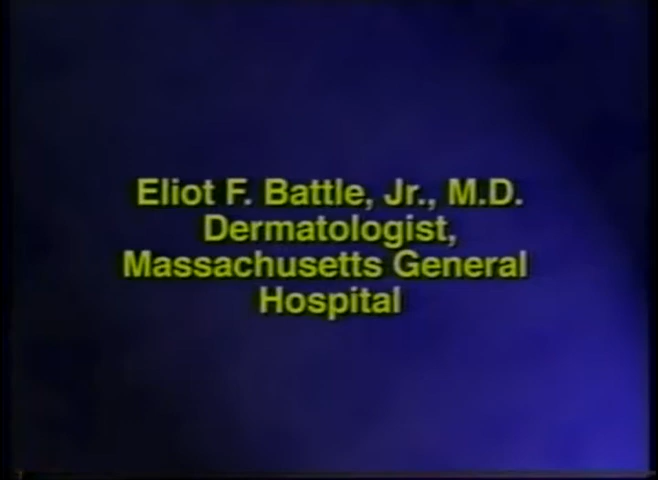 Eliot F. Battle, Jr., M.D.
Dermatologist,
Massachusetts General
Hospital